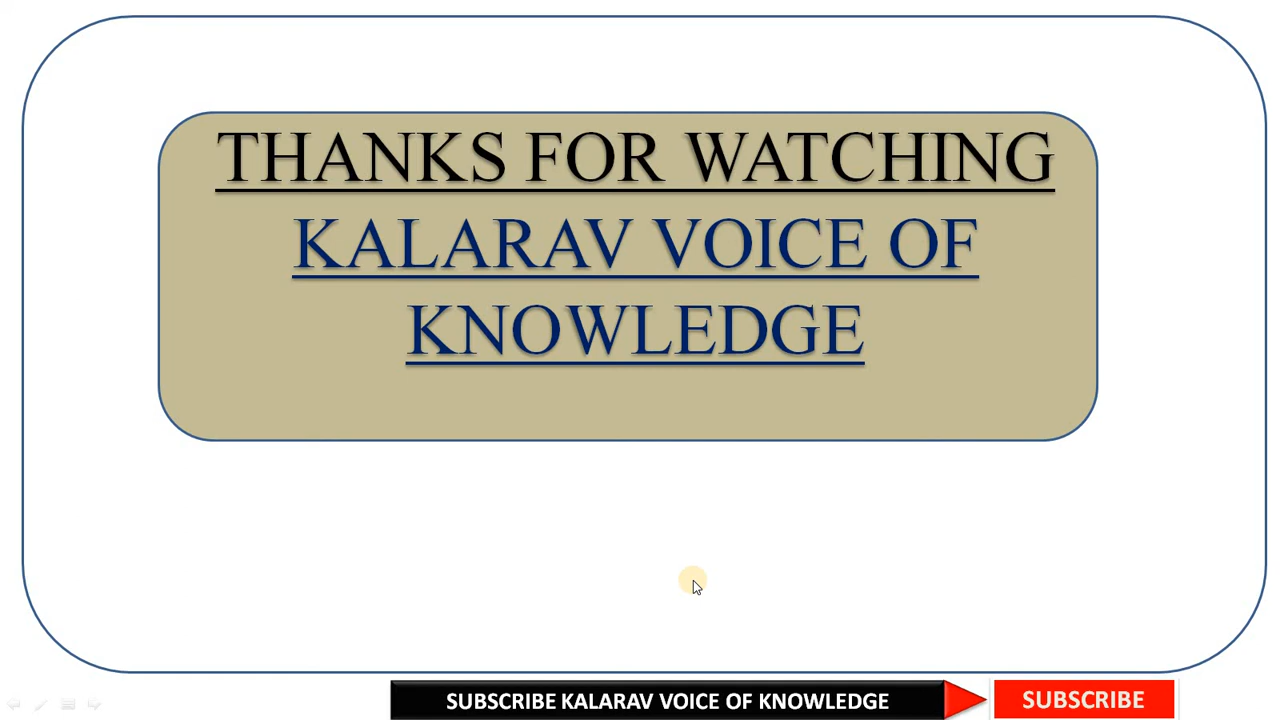 THANKS FOR WATCHING
KALARAV VOICE OF
KNOWLEDGE
SUBSCRIBE KALARAV VOICE OF KNOWLEDGE
SUBSCRIBE